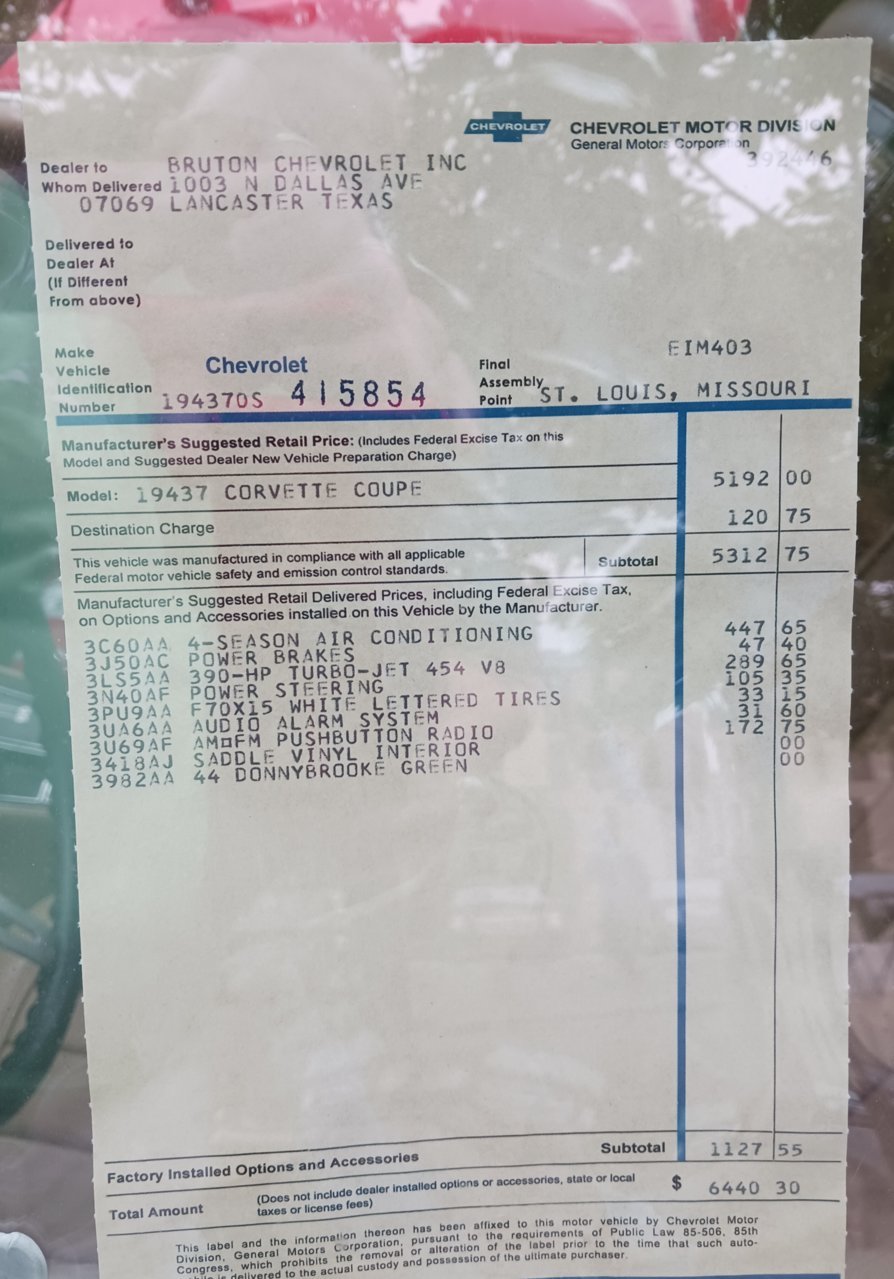 CHEVROLET
CHEVROLET MOTOR DIVISION
General Motors Corporation
392446
Dealer to BRUTON CHEVROLET INC
Whom Delivered 1003 N DALLAS AVE
07069 LANCASTER TEXAS
Delivered to
Dealer At
(If Different
From above)
EIM403
Make
Vehicle
Identification
Number
Chevrolet
194370S 415854
Final
Assembly
Point
ST. LOUIS, MISSOURI
Manufacturer's Suggested Retail Price: (Includes Federal Excise Tax on this
Model and Suggested Dealer New Vehicle Preparation Charge)
Model: 19437 CORVETTE COUPE 5192 00
Destination Charge 120 75
This vehicle was manufactured in compliance with all applicable
Federal motor vehicle safety and emission control standards.
Subtotal 5312 75
Manufacturer's Suggested Retail Delivered Prices, including Federal Excise Tax,
on Options and Accessories installed on this Vehicle by the Manufacturer.
3C60AA 4-SEASON AIR CONDITIONING 447 65
3J50AC POWER BRAKES 47 40
3LS5AA 390-HP TURBO-JET 454 V8 289 65
3N40AF POWER STEERING 105 35
3PU9AA F70X15 WHITE LETTERED TIRES 33 15
3UA6AA AUDIO ALARM SYSTEM 31 60
3U69AF AM&FM PUSHBUTTON RADIO 172 75
3418AJ SADDLE VINYL INTERIOR 00
3982AA 44 DONNYBROOKE GREEN 00
Factory Installed Options and Accessories Subtotal 1127 55
Total Amount (Does not include dealer installed options or accessories, state or local
taxes or license fees) $ 6440 30
This label and the information thereon has been affixed to this motor vehicle by Chevrolet Motor
Division, General Motors Corporation, pursuant to the requirements of Public Law 85-506, 85th
Congress, which prohibits the removal or alteration of the label prior to the time that such auto-
is delivered to the actual custody and possession of the ultimate purchaser.